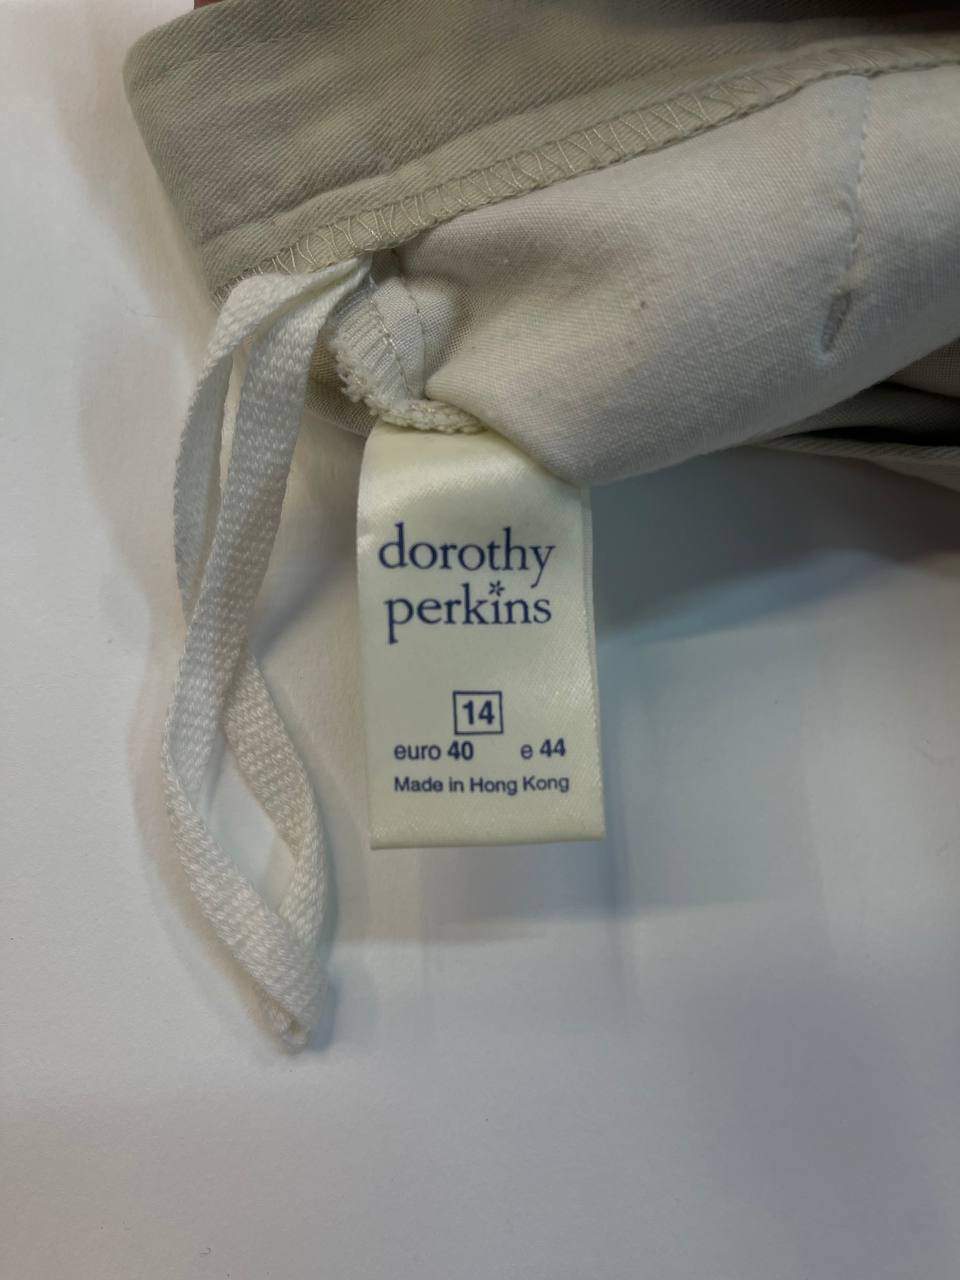 dorothy
perkins
14
euro 40 e 44
Made in Hong Kong